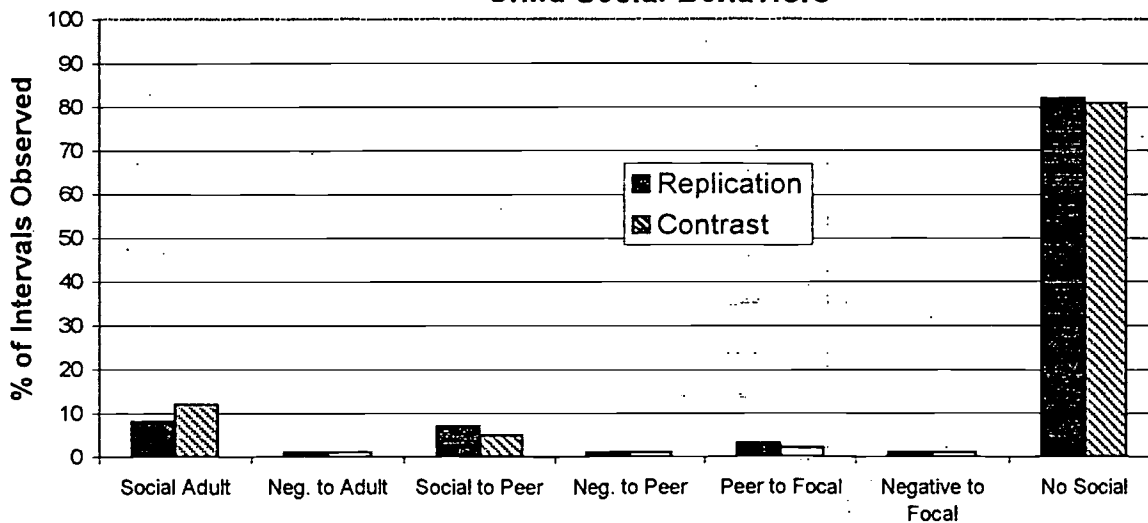 Child Social Behaviors
% of Intervals Observed
100
90
80
70
60
50
40
30
20
10
0
Replication
Contrast
Social Adult
Neg. to Adult
Social to Peer
Neg. to Peer
Peer to Focal
Negative to
Focal
No Social